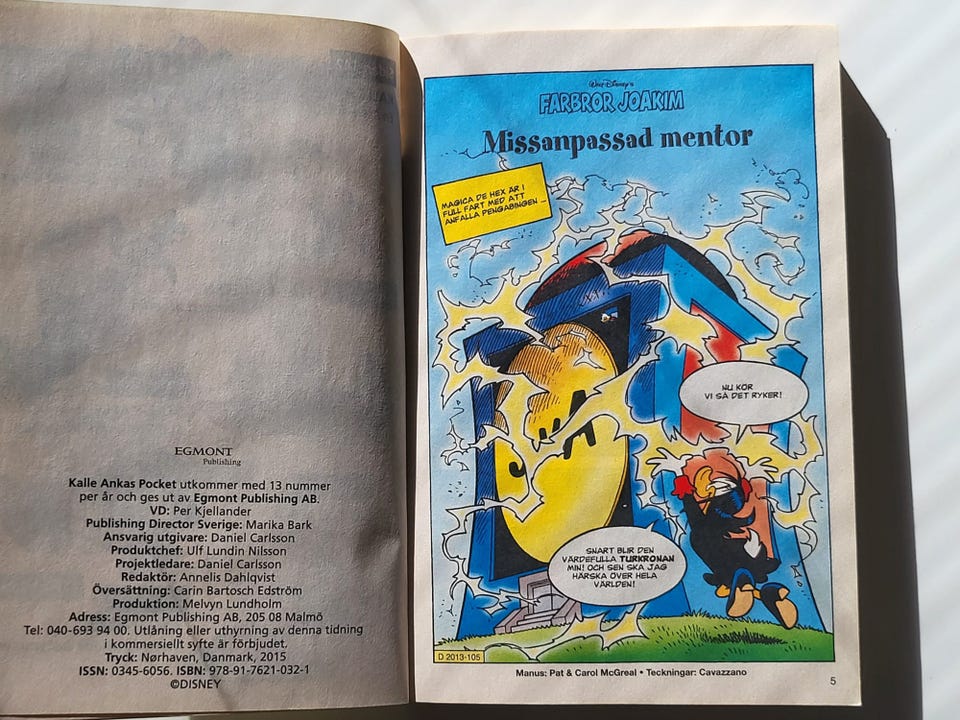 EGMONT
Publishing
Kalle Ankas Pocket utkommer med 13 nummer
per år och ges ut av Egmont Publishing AB.
VD: Per Kjellander
Publishing Director Sverige: Marika Bark
Ansvarig utgivare: Daniel Carlsson
Produktchef: Ulf Lundin Nilsson
Projektledare: Daniel Carlsson
Redaktör: Annelis Dahlqvist
Översättning: Carin Bartosch Edström
Produktion: Melvyn Lundholm
Adress: Egmont Publishing AB, 205 08 Malmö
Tel: 040-693 94 00. Utlåning eller uthyrning av denna tidning
i kommersiellt syfte är förbjudet.
Tryck: Nørhaven, Danmark, 2015
ISSN: 0345-6056. ISBN: 978-91-7621-032-1
©DISNEY
Walt Disney's
FARBROR JOAKIM
Missanpassad mentor
MAGICA DE HEX ÄR I
FULL FART MED ATT
ANFALLA PENGABINGEN ...
NU KÖR
VI SÅ DET RYKER!
SNART BLIR DEN
VÄRDEFULLA TURKRONAN
MIN! OCH SEN SKA JAG
HÄRSKA ÖVER HELA
VÄRLDEN!
D 2013-105
Manus: Pat & Carol McGreal • Teckningar: Cavazzano
5